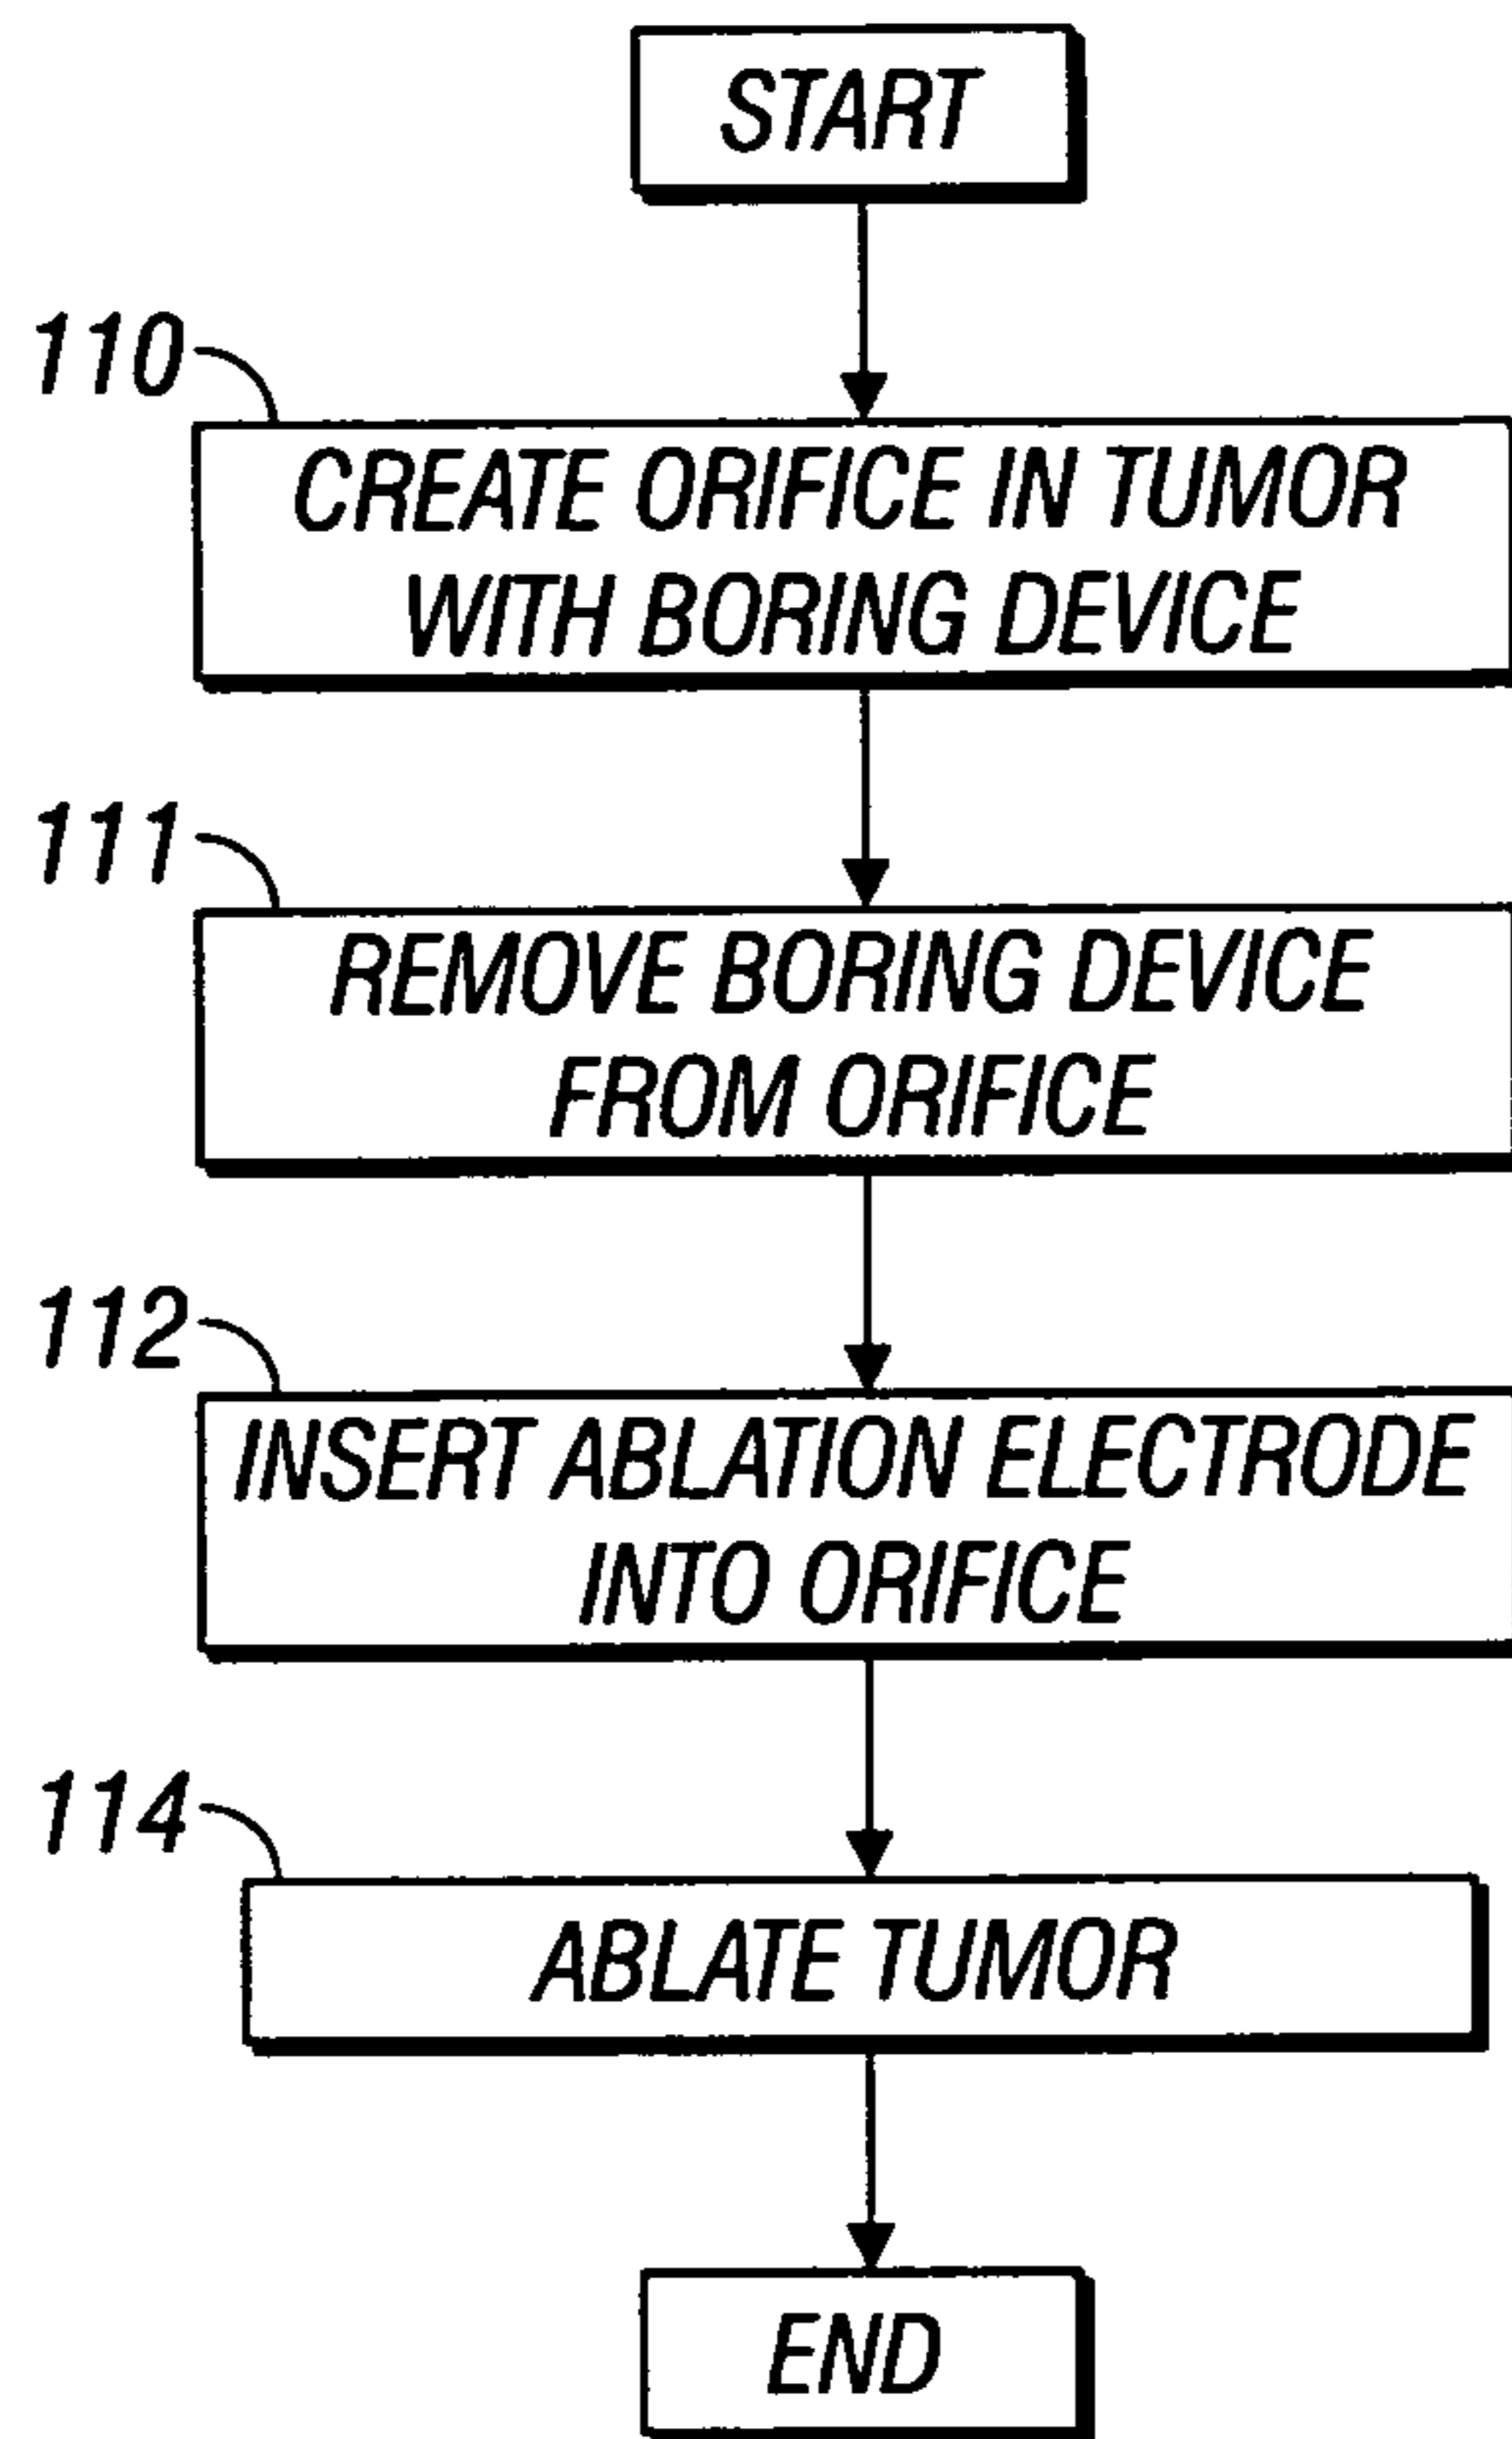 START
110
CREATE ORIFICE IN TUMOR
WITH BORING DEVICE
111
REMOVE BORING DEVICE
FROM ORIFICE
112
INSERT ABLATION ELECTRODE
INTO ORIFICE
114
ABLATE TUMOR
END